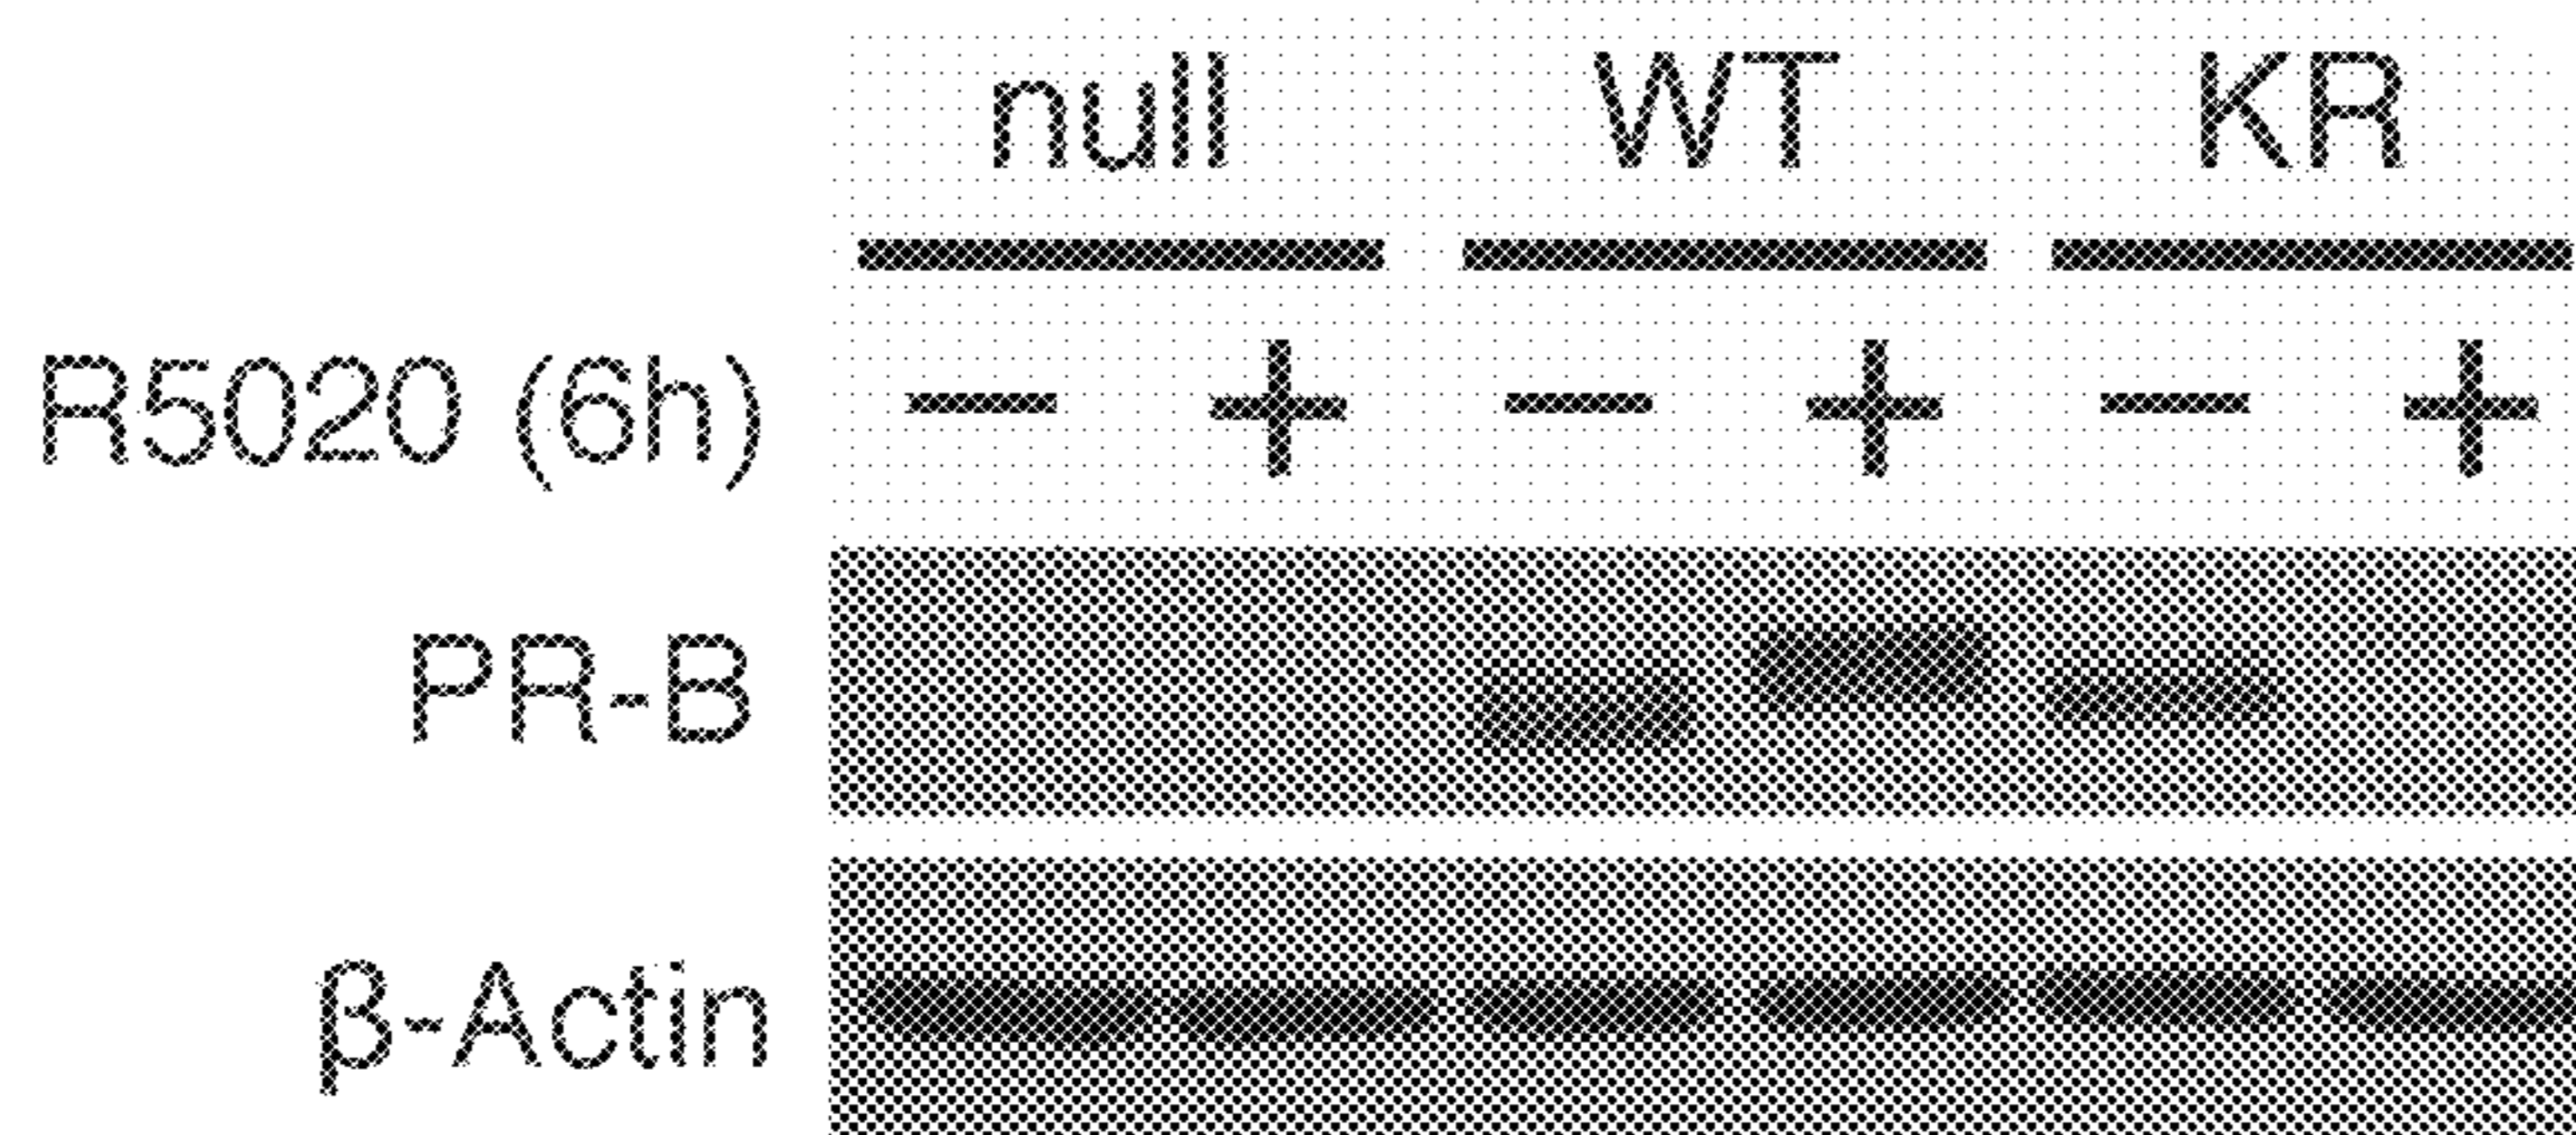 null WT KR
R5020 (6h) − + − + − +
PR-B
β-Actin